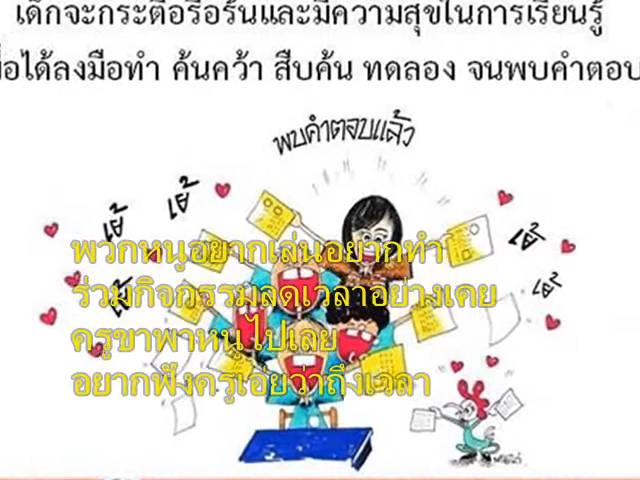 เด็กจะกระตือรือร้นและมีความสุขในการเรียนรู้
มื่อได้ลงมือทำ ค้นคว้า สืบค้น ทดลอง จนพบคำตอบ
พบคำตอบแล้ว
เย้
เย้
เย้
เย้
เย้
พวกหนูอยากเล่นอยากทำ
ร่วมกิจกรรมลดเวลาอย่างเคย
ครูขาพาหนูไปเลย
อยากฟังครูเอ่ยว่าถึงเวลา